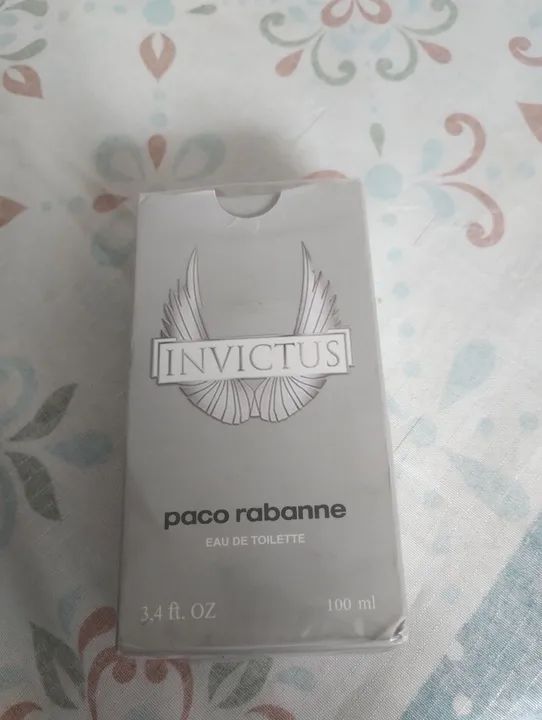 INVICTUS
paco rabanne
EAU DE TOILETTE
3.4 ft. OZ 100 ml